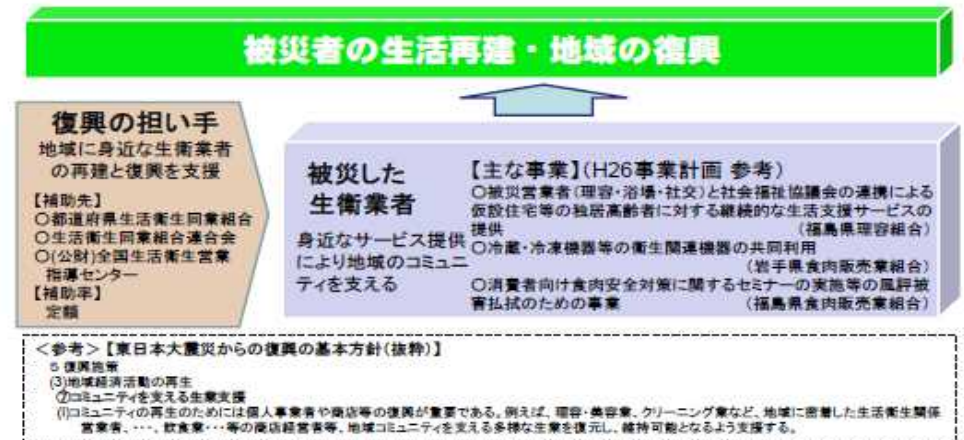 被災者の生活再建・地域の復興
復興の担い手
地域に身近な生衛業者
の再建と復興を支援
【補助先】
○都道府県生活衛生同業組合
○生活衛生同業組合連合会
○(公財)全国生活衛生営業
指導センター
【補助率】
定額
被災した
生衛業者
身近なサービス提供
により地域のコミュニ
ティを支える
【主な事業】(H26事業計画 参考)
○被災営業者(理容・浴場・社交)と社会福祉協議会の連携による
仮設住宅等の独居高齢者に対する継続的な生活支援サービスの
提供 (福島県理容組合)
○冷蔵・冷凍機器等の衛生関連機器の共同利用
(岩手県食肉販売業組合)
○消費者向け食肉安全対策に関するセミナーの実施等の風評被
害払拭のための事業 (福島県食肉販売業組合)
<参考>【東日本大震災からの復興の基本方針(抜粋)】
5 復興施策
(3)地域経済活動の再生
⑦コミュニティを支える生業支援
(i)コミュニティの再生のためには個人事業者や商店等の復興が重要である。例えば、理容・美容業、クリーニング業など、地域に密着した生活衛生関係
営業者、・・・、飲食業・・・等の商店経営者等、地域コミュニティを支える多様な生業を復元し、維持可能となるよう支援する。